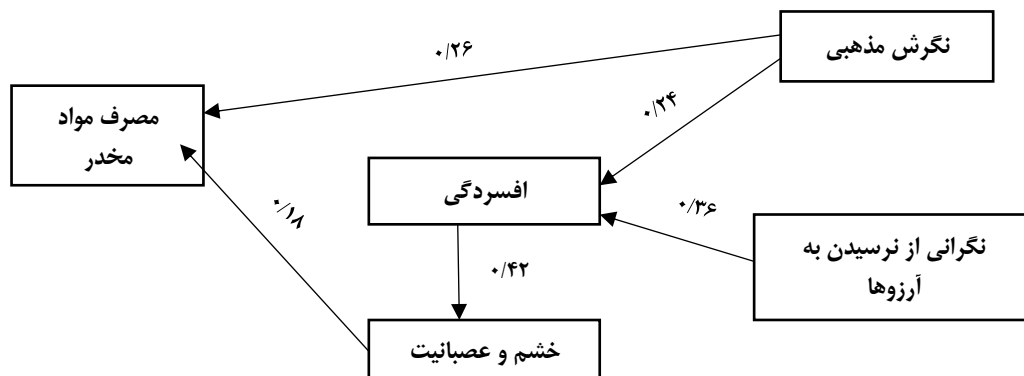 نگرش مذهبی
۰/۲۶
مصرف مواد
مخدر
۰/۲۴
افسردگی
۰/۳۶
۰/۱۸
نگرانی از نرسیدن به
آرزوها
۰/۴۲
خشم و عصبانیت